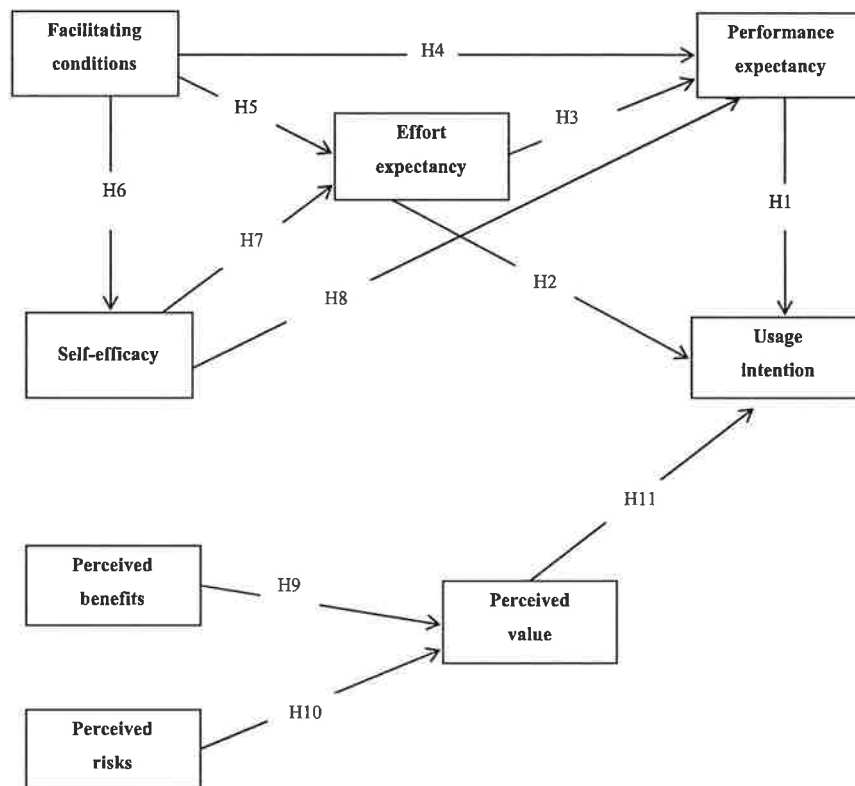 Facilitating
conditions
H4
Performance
expectancy
H5
Effort
expectancy
H3
H6
H1
H7
H8
H2
Self-efficacy
Usage
intention
H11
Perceived
benefits
H9
Perceived
value
H10
Perceived
risks